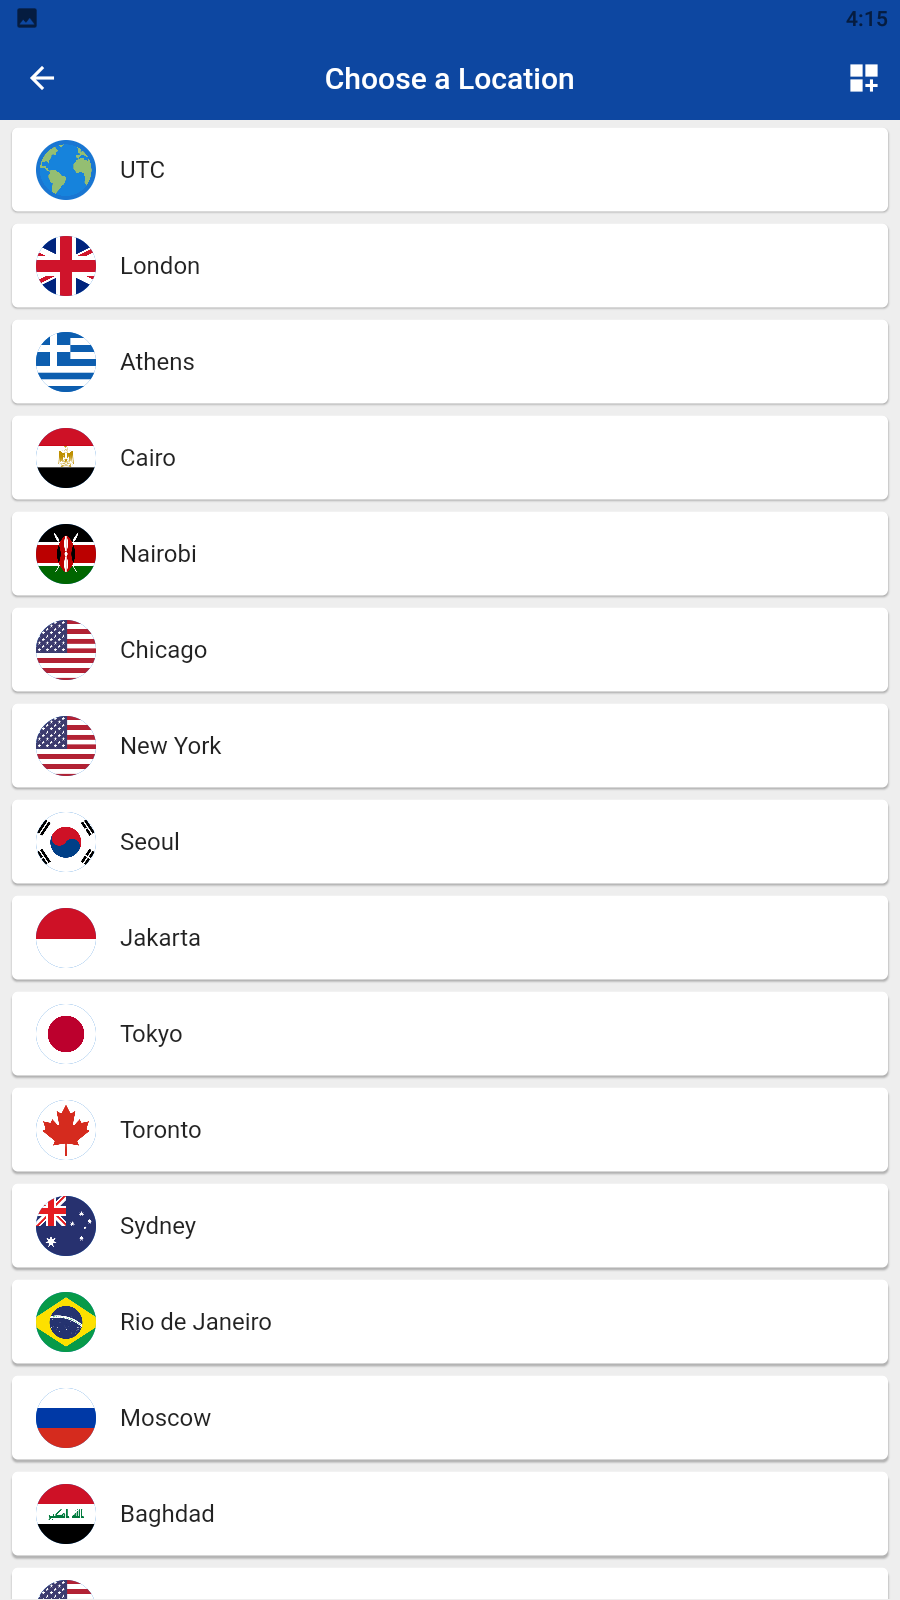 4:15
Choose a Location
UTC
London
Athens
Cairo
Nairobi
Chicago
New York
Seoul
Jakarta
Tokyo
Toronto
Sydney
Rio de Janeiro
Moscow
Baghdad